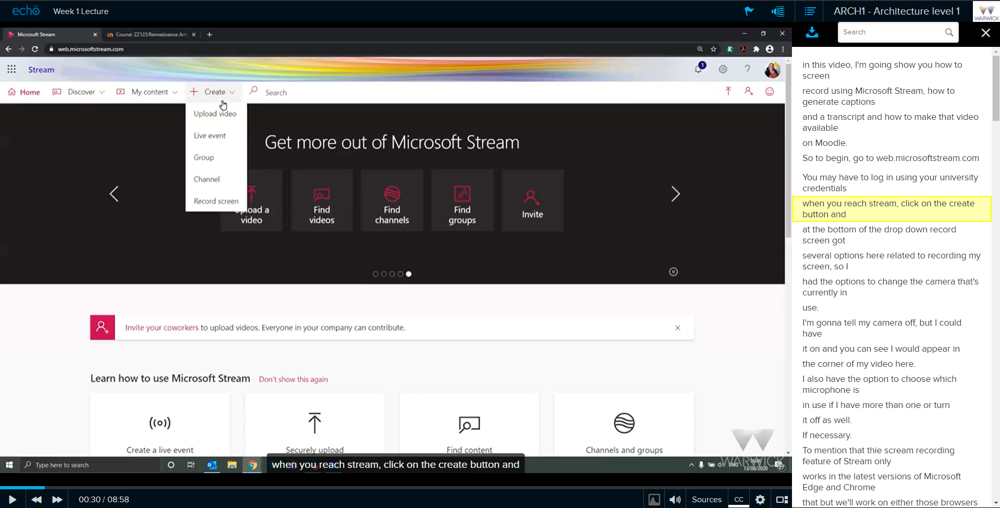 echo
Week 1 Lecture
ARCH1 - Architecture level 1
WARWICK
Search
Microsoft Stream
Course: ZZ123:Rennaissance Art
web.microsoftstream.com
Stream
1
Home
Discover
My content
Create
Search
Upload video
Live event
Group
Channel
Record screen
Get more out of Microsoft Stream
Upload a
video
Find
videos
Find
channels
Find
groups
Invite
Invite your coworkers to upload videos. Everyone in your company can contribute.
Learn how to use Microsoft Stream
Don't show this again
Create a live event
Securely upload
Find content
Channels and groups
Type here to search
when you reach stream, click on the create button and
ENG
16:46
13/08/2020
27
WARWICK
00:30 / 08:58
Sources
CC
in this video, I'm going show you how to
screen
record using Microsoft Stream, how to
generate captions
and a transcript and how to make that video
available
on Moodle.
So to begin, go to web.microsoftstream.com
You may have to log in using your university
credentials
when you reach stream, click on the create
button and
at the bottom of the drop down record
screen got
several options here related to recording my
screen, so I
had the options to change the camera that's
currently in
use.
I'm gonna tell my camera off, but I could
have
it on and you can see I would appear in
the corner of my video here.
I also have the option to choose which
microphone is
in use if I have more than one or turn
it off as well.
If necessary.
To mention that thie scream recording
feature of Stream only
works in the latest versions of Microsoft
Edge and Chrome
that but we'll work on either those browsers